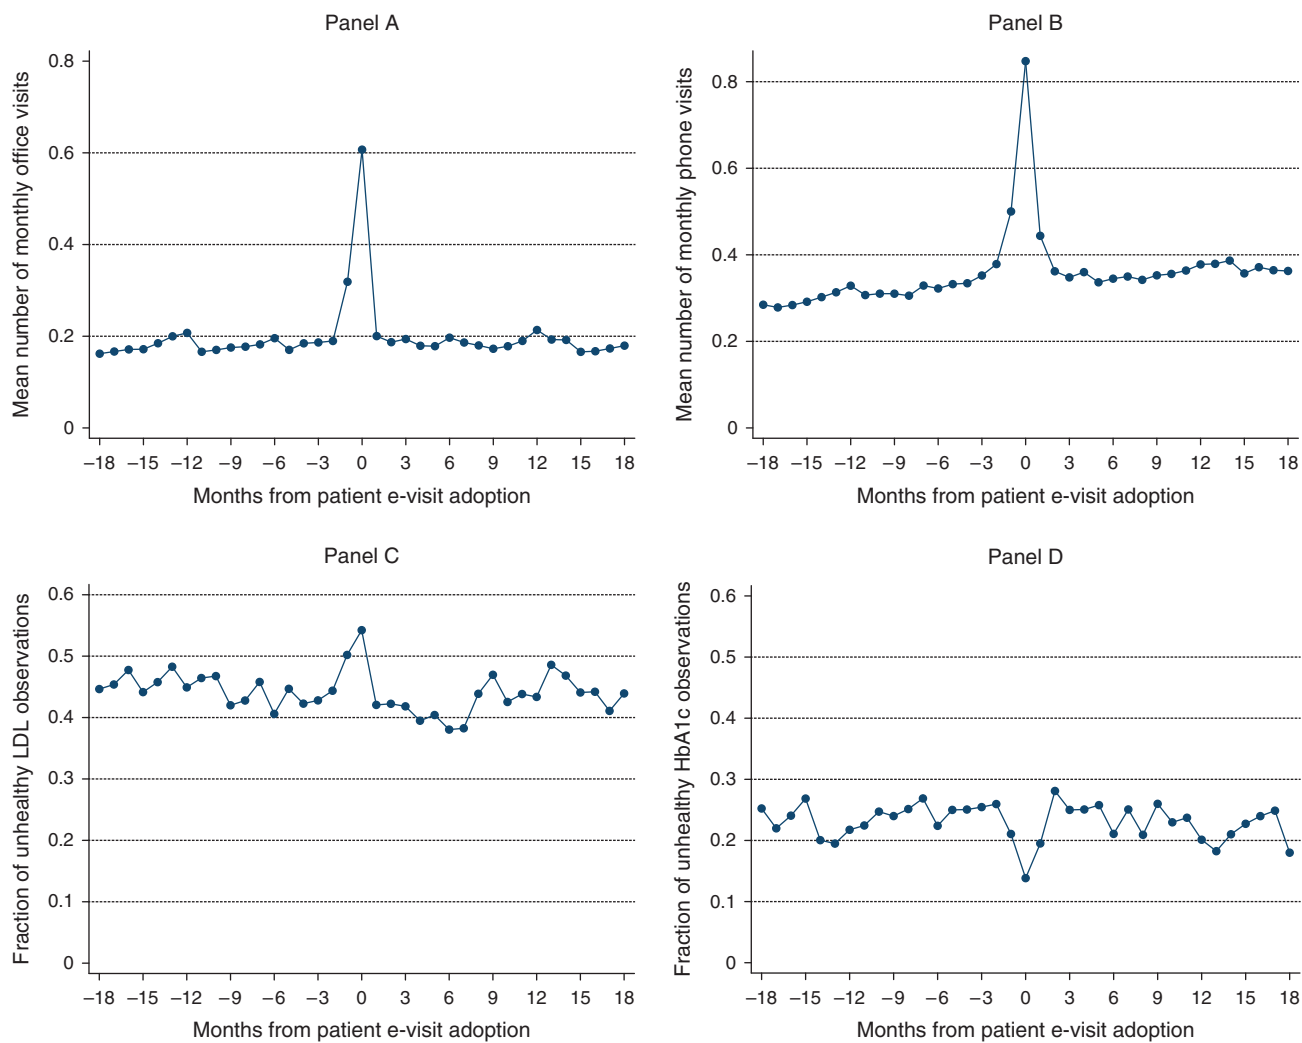 Panel A
Mean number of monthly office visits
0.8
0.6
0.4
0.2
0
−18 −15 −12 −9 −6 −3 0 3 6 9 12 15 18
Months from patient e-visit adoption
Panel B
Mean number of monthly phone visits
0.8
0.6
0.4
0.2
0
−18 −15 −12 −9 −6 −3 0 3 6 9 12 15 18
Months from patient e-visit adoption
Panel C
Fraction of unhealthy LDL observations
0.6
0.5
0.4
0.3
0.2
0.1
0
−18 −15 −12 −9 −6 −3 0 3 6 9 12 15 18
Months from patient e-visit adoption
Panel D
Fraction of unhealthy HbA1c observations
0.6
0.5
0.4
0.3
0.2
0.1
0
−18 −15 −12 −9 −6 −3 0 3 6 9 12 15 18
Months from patient e-visit adoption